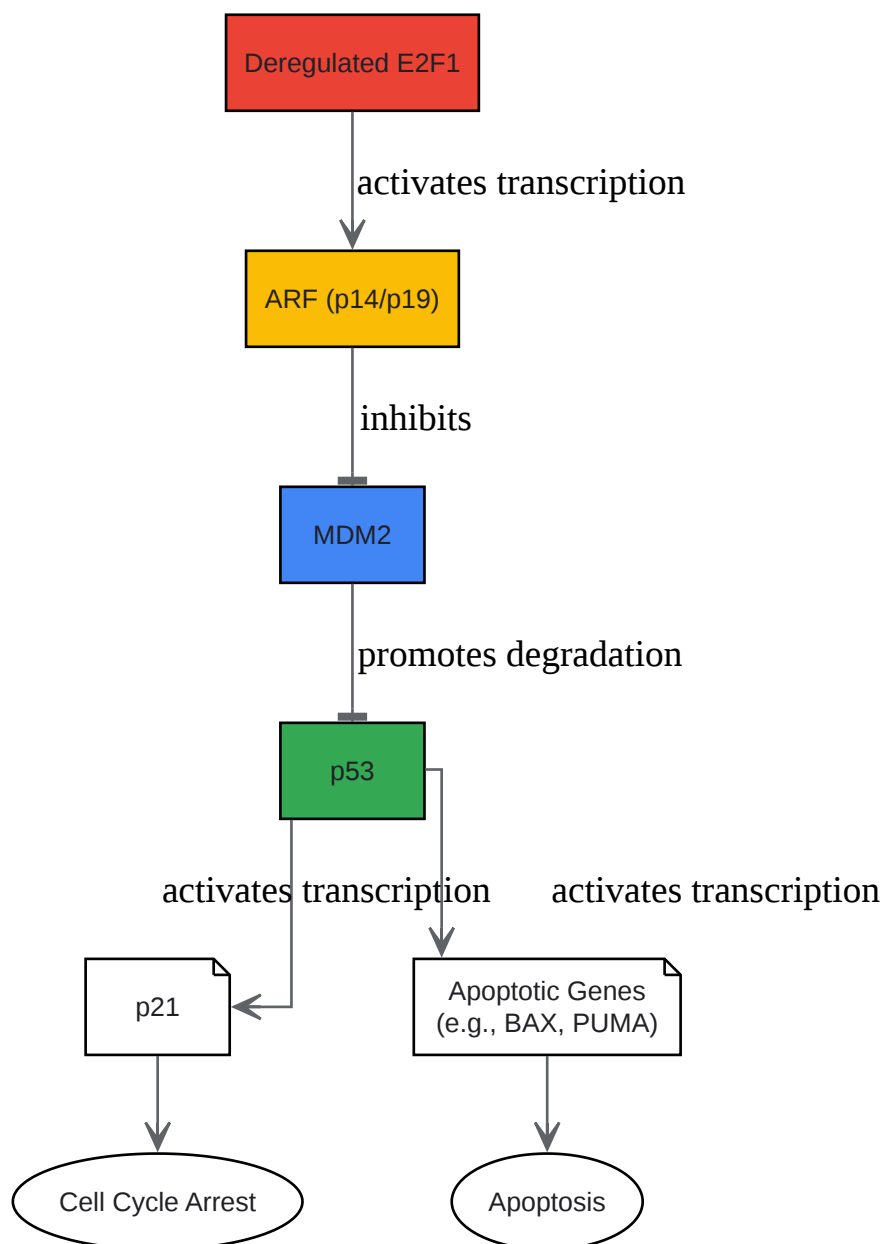 Deregulated E2F1
activates transcription
ARF (p14/p19)
inhibits
MDM2
promotes degradation
p53
activates transcription
activates transcription
p21
Apoptotic Genes
(e.g., BAX, PUMA)
Cell Cycle Arrest
Apoptosis